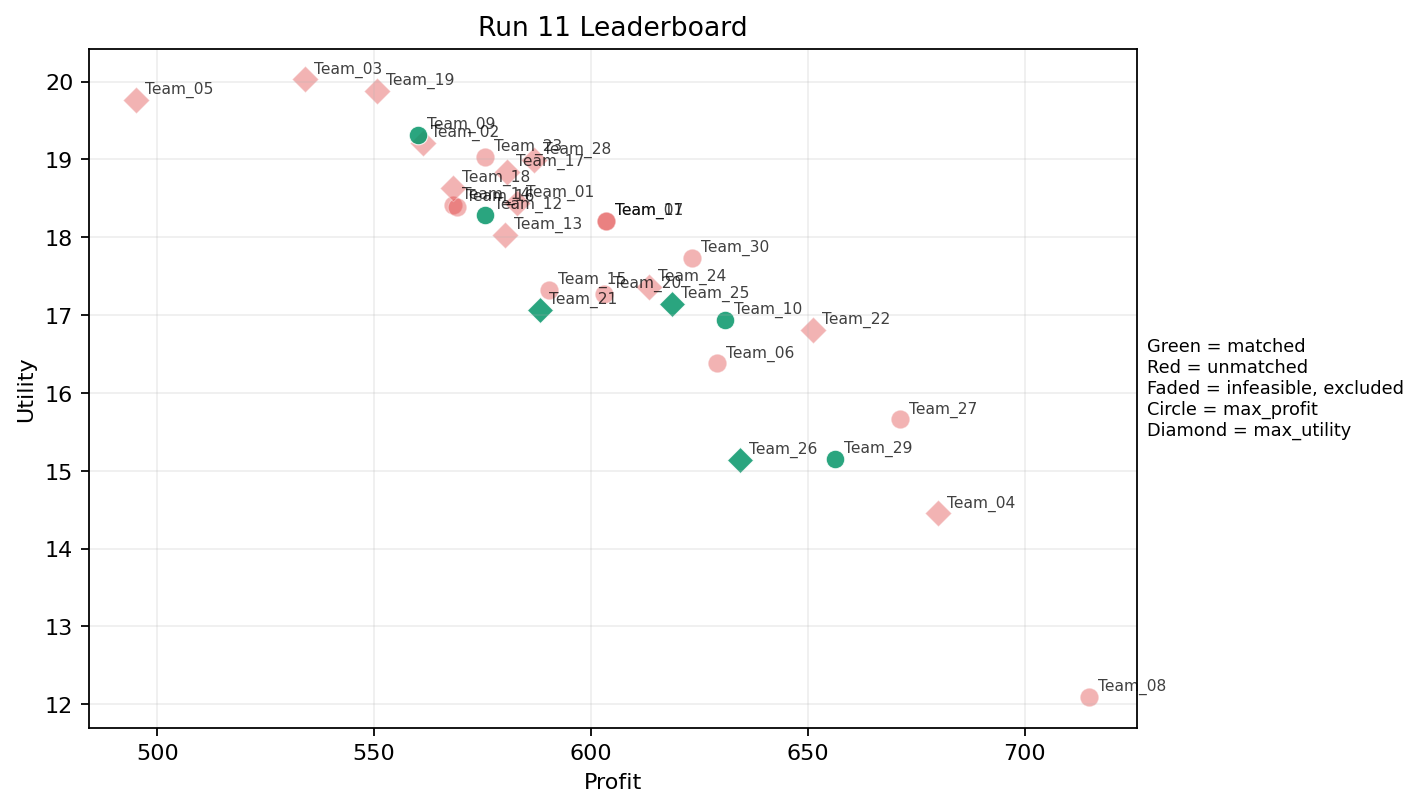 Run 11 Leaderboard
Utility
20
19
18
17
16
15
14
13
12
Team_05
Team_03
Team_19
Team_09
Team_02
Team_23
Team_28
Team_17
Team_18
Team_01
Team_12
Team_13
Team_30
Team_15
Team_20
Team_24
Team_21
Team_25
Team_10
Team_22
Team_06
Team_27
Team_26
Team_29
Team_04
Team_08
Green = matched
Red = unmatched
Faded = infeasible, excluded
Circle = max_profit
Diamond = max_utility
500
550
600
650
700
Profit